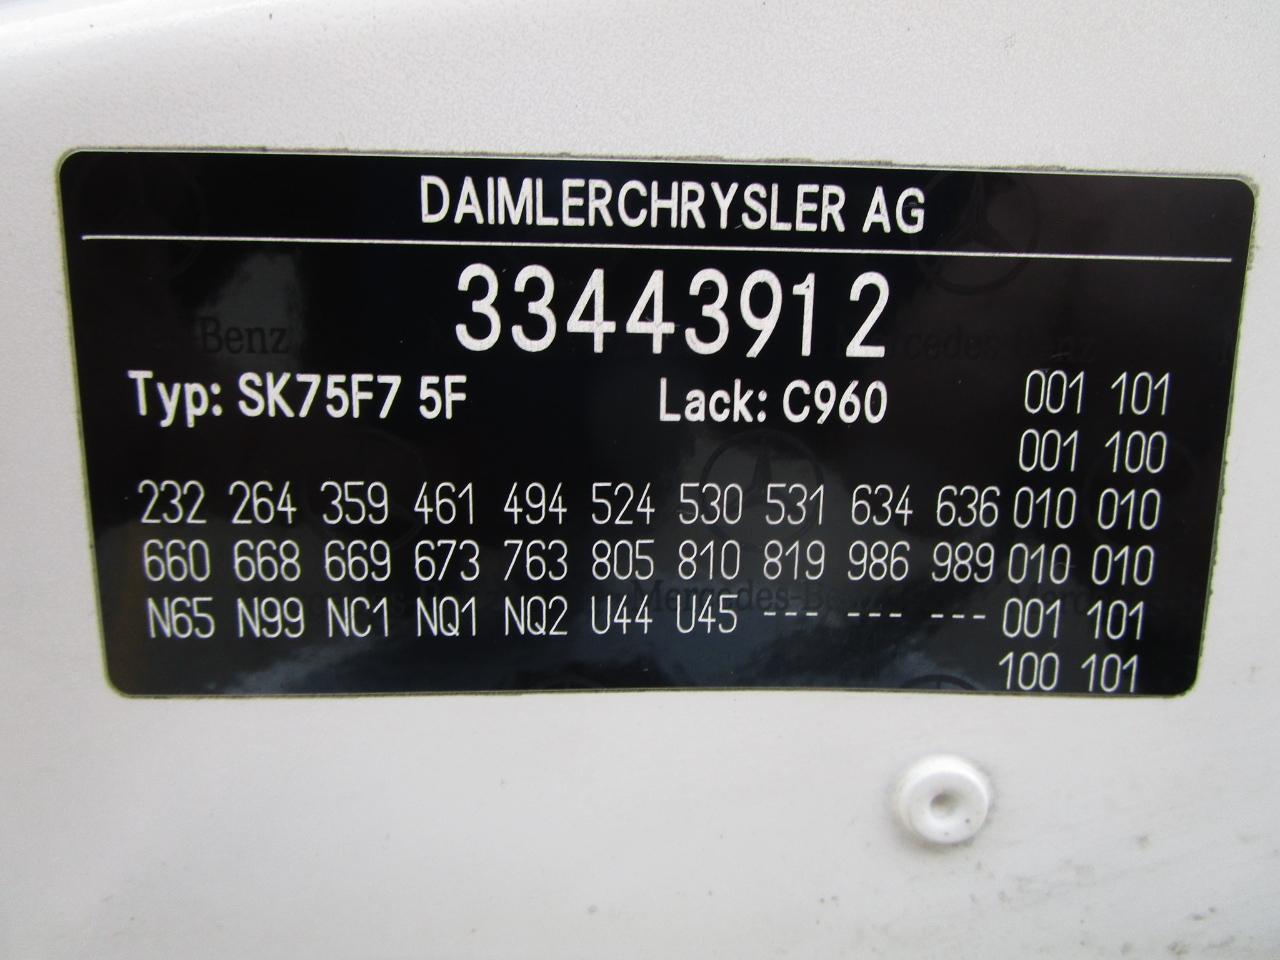 DAIMLERCHRYSLER AG
33443912
Typ: SK75F7 5F Lack: C960 001 101
001 100
232 264 359 461 494 524 530 531 634 636 010 010
660 668 669 673 763 805 810 819 986 989 010 010
N65 N99 NC1 NQ1 NQ2 U44 U45 --- --- --- 001 101
100 101